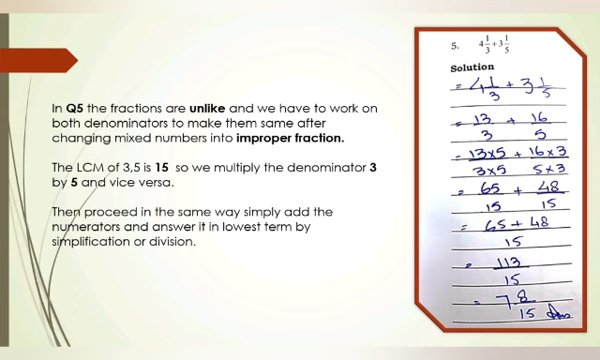 In Q5 the fractions are unlike and we have to work on
both denominators to make them same after
changing mixed numbers into improper fraction.
The LCM of 3,5 is 15 so we multiply the denominator 3
by 5 and vice versa.
Then proceed in the same way simply add the
numerators and answer it in lowest term by
simplification or division.
5. 4 1/3 + 3 1/5
Solution
= 4 1/3 + 3 1/5
= 13/3 + 16/5
= 13×5/3×5 + 16×3/5×3
= 65/15 + 48/15
= 65+48/15
= 113/15
= 7 8/15 Ans